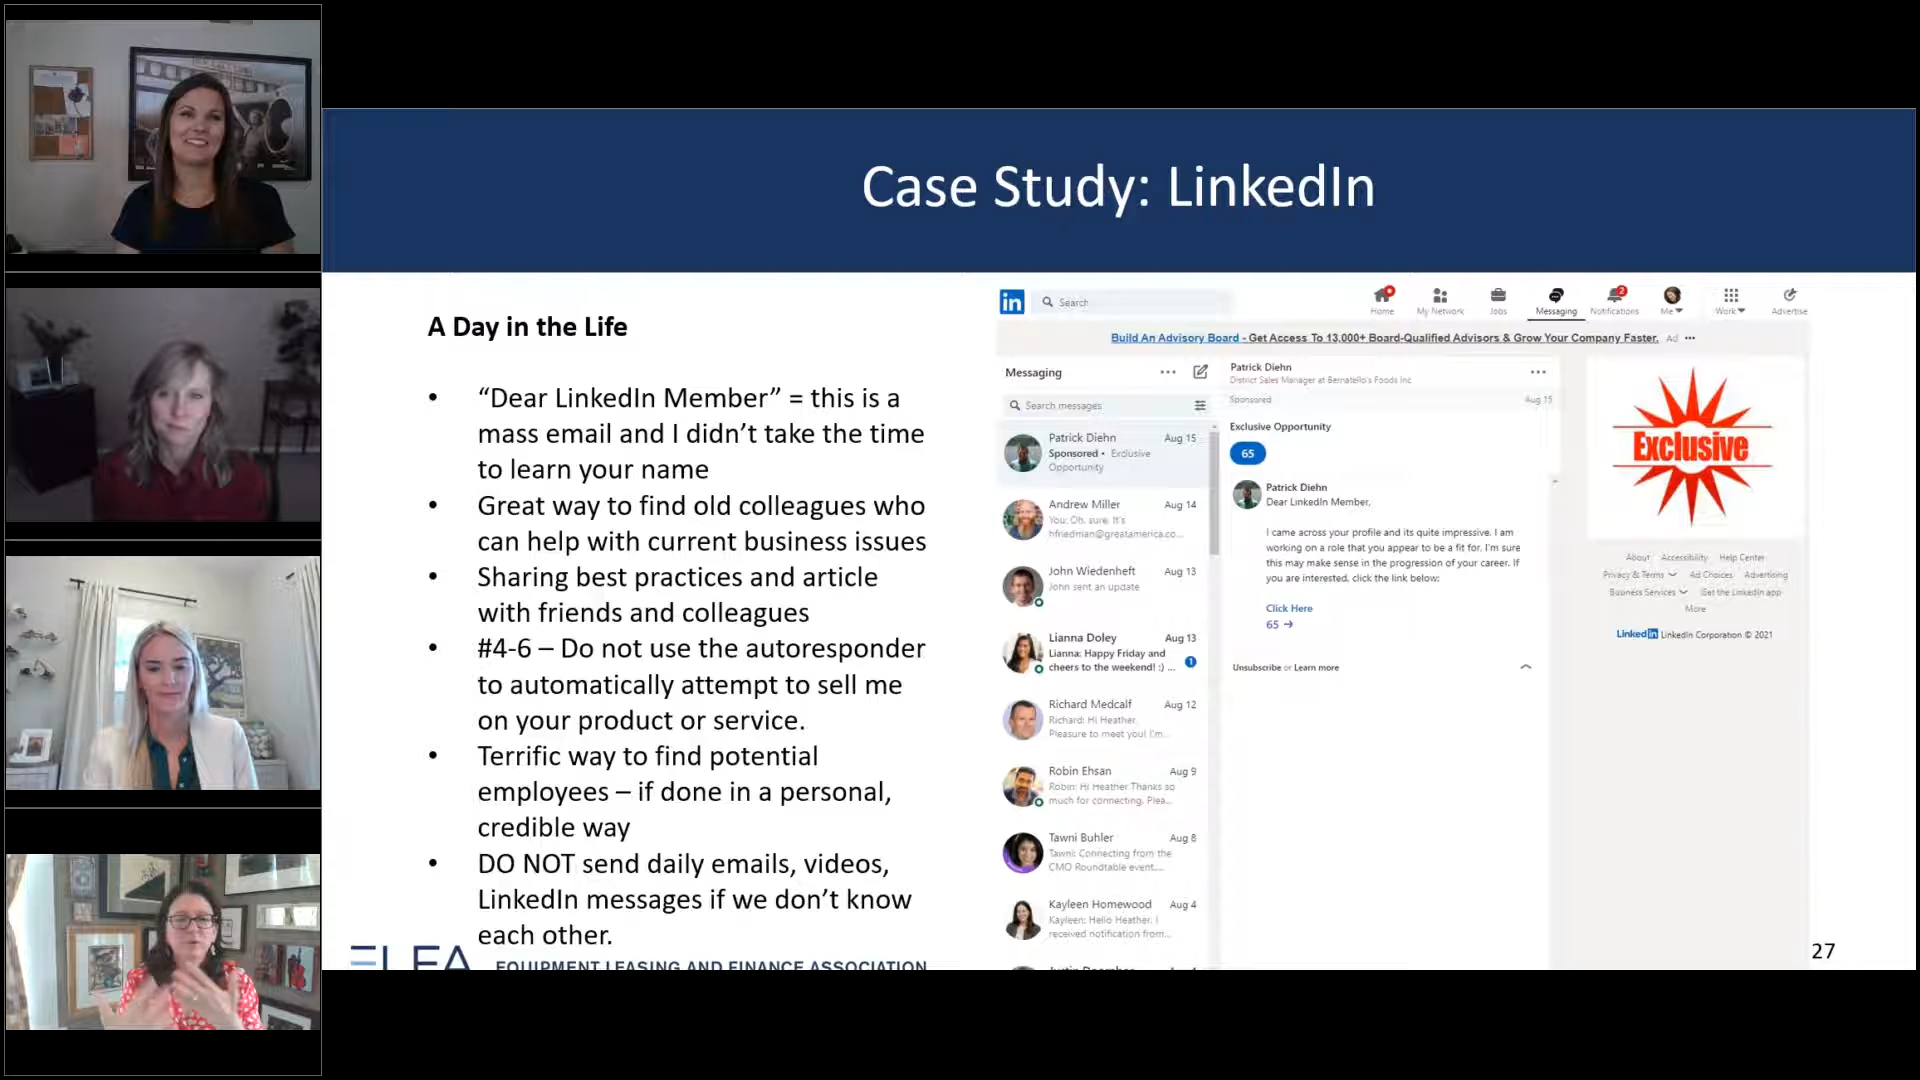 Case Study: LinkedIn
A Day in the Life
• “Dear LinkedIn Member” = this is a
mass email and I didn’t take the time
to learn your name
• Great way to find old colleagues who
can help with current business issues
• Sharing best practices and article
with friends and colleagues
• #4-6 – Do not use the autoresponder
to automatically attempt to sell me
on your product or service.
• Terrific way to find potential
employees – if done in a personal,
credible way
• DO NOT send daily emails, videos,
LinkedIn messages if we don’t know
each other.
ELFA
EQUIPMENT LEASING AND FINANCE ASSOCIATION
in
Search
Home
My Network
Jobs
Messaging
2
Notifications
Me
Work
Advertise
Build An Advisory Board - Get Access To 13,000+ Board-Qualified Advisors & Grow Your Company Faster. Ad •••
Messaging
Search messages
Patrick Diehn Aug 15
Sponsored • Exclusive
Opportunity
Andrew Miller Aug 14
You: Oh, sure. It's
hfriedman@greatamerica.co...
John Wiedenheft Aug 13
John sent an update
Lianna Doley Aug 13
Lianna: Happy Friday and
cheers to the weekend! :) ... 1
Richard Medcalf Aug 12
Richard: Hi Heather,
Pleasure to meet you! I'm...
Robin Ehsan Aug 9
Robin: Hi Heather Thanks so
much for connecting. Plea...
Tawni Buhler Aug 8
Tawni: Connecting from the
CMO Roundtable event....
Kayleen Homewood Aug 4
Kayleen: Hello Heather, I
received notification from...
Patrick Diehn
District Sales Manager at Bernatello's Foods Inc
Sponsored Aug 15
Exclusive Opportunity
65
Patrick Diehn
Dear LinkedIn Member,
I came across your profile and its quite impressive. I am
working on a role that you appear to be a fit for. I'm sure
this may make sense in the progression of your career. If
you are interested, click the link below:
Click Here
65 →
Unsubscribe or Learn more
Exclusive
About Accessibility Help Center
Privacy & Terms Ad Choices Advertising
Business Services Get the LinkedIn app
More
LinkedIn LinkedIn Corporation © 2021
27